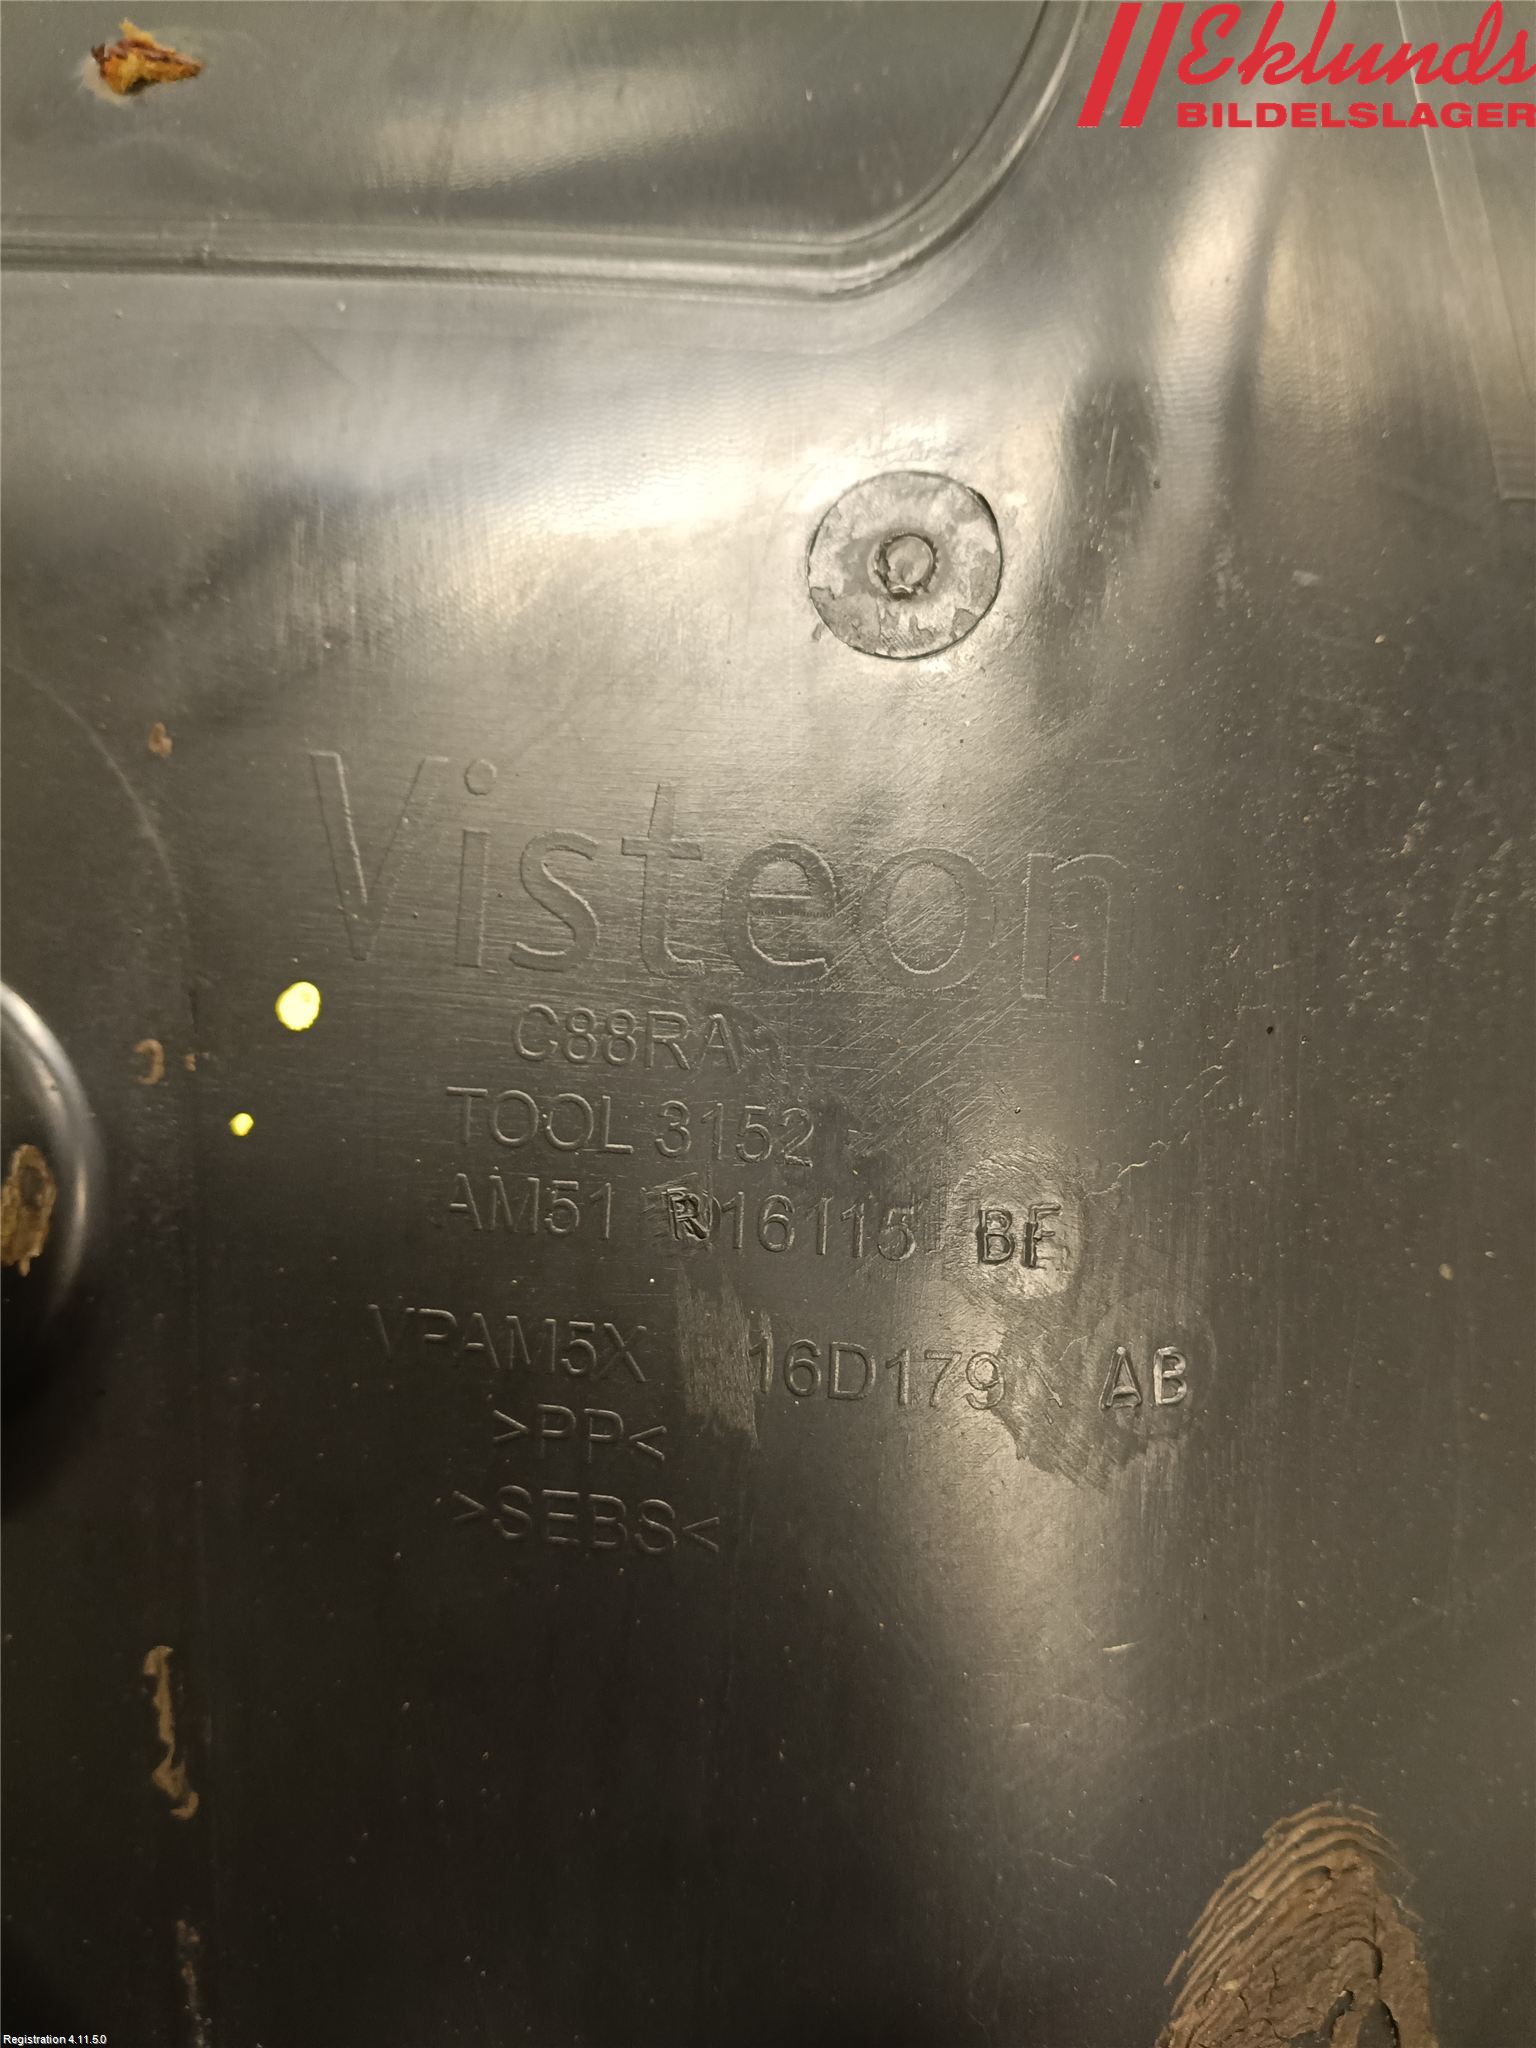 Eklunds
BILDELSLAGER
Visteon
C88RA
TOOL 3152
AM51 R16115 BF
VPAM5X 16D179 AB
>PP<
>SEBS<
Registration 4.11.5.0